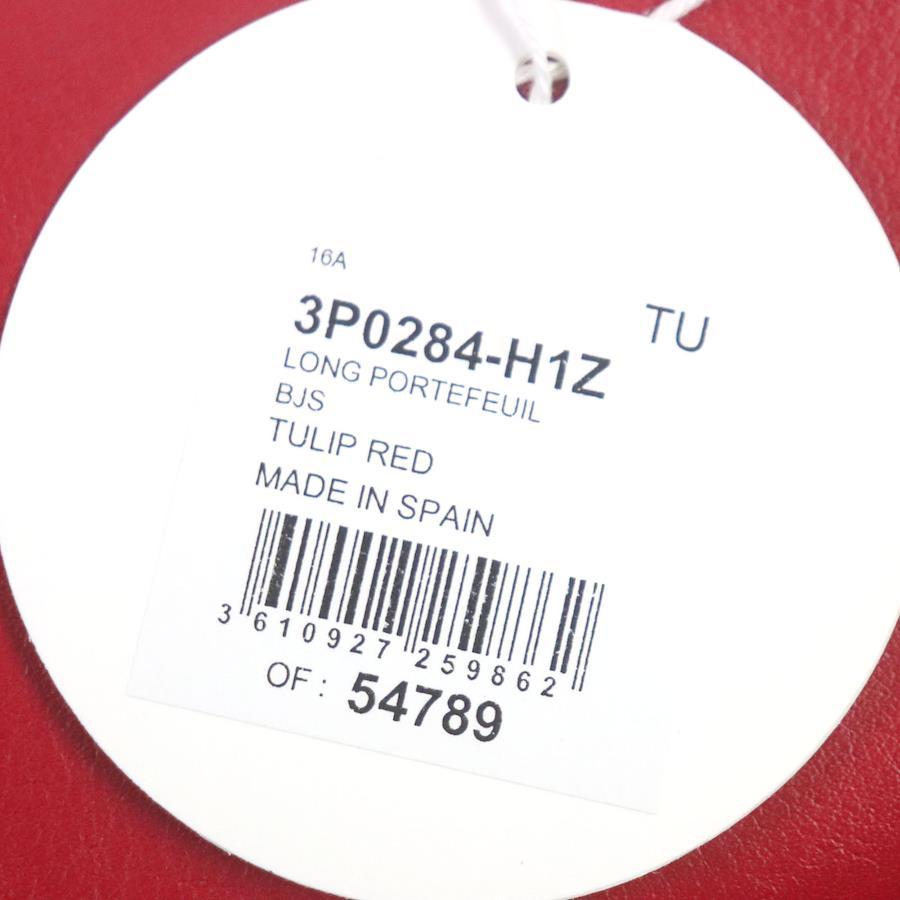 16A
3P0284-H1Z
TU
LONG PORTEFEUIL
BJS
TULIP RED
MADE IN SPAIN
3 610927 259862
OF: 54789